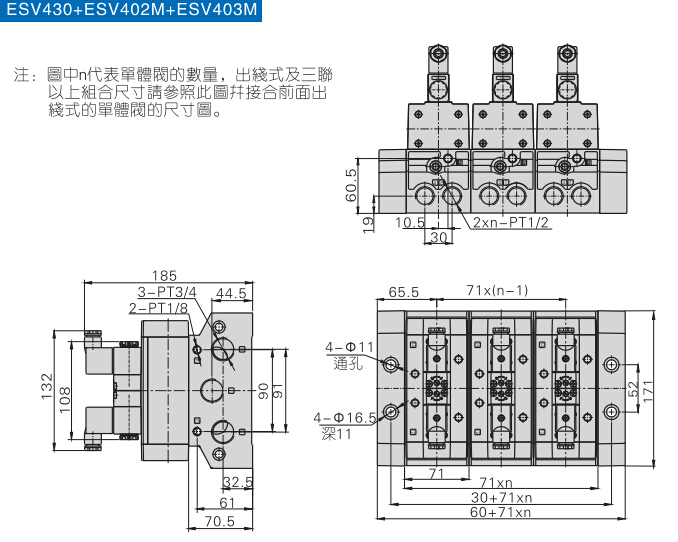 ESV430+ESV402M+ESV403M
注：圖中n代表單體閥的數量，出綫式及三聯
以上組合尺寸請參照此圖幷接合前面出
綫式的單體閥的尺寸圖。
60.5
19
10.5
30
2xn-PT1/2
185
3-PT3/4
44.5
2-PT1/8
132
108
90
91
32.5
61
70.5
65.5
71x(n-1)
4-Φ11
通孔
4-Φ16.5
深11
52
171
71
71xn
30+71xn
60+71xn